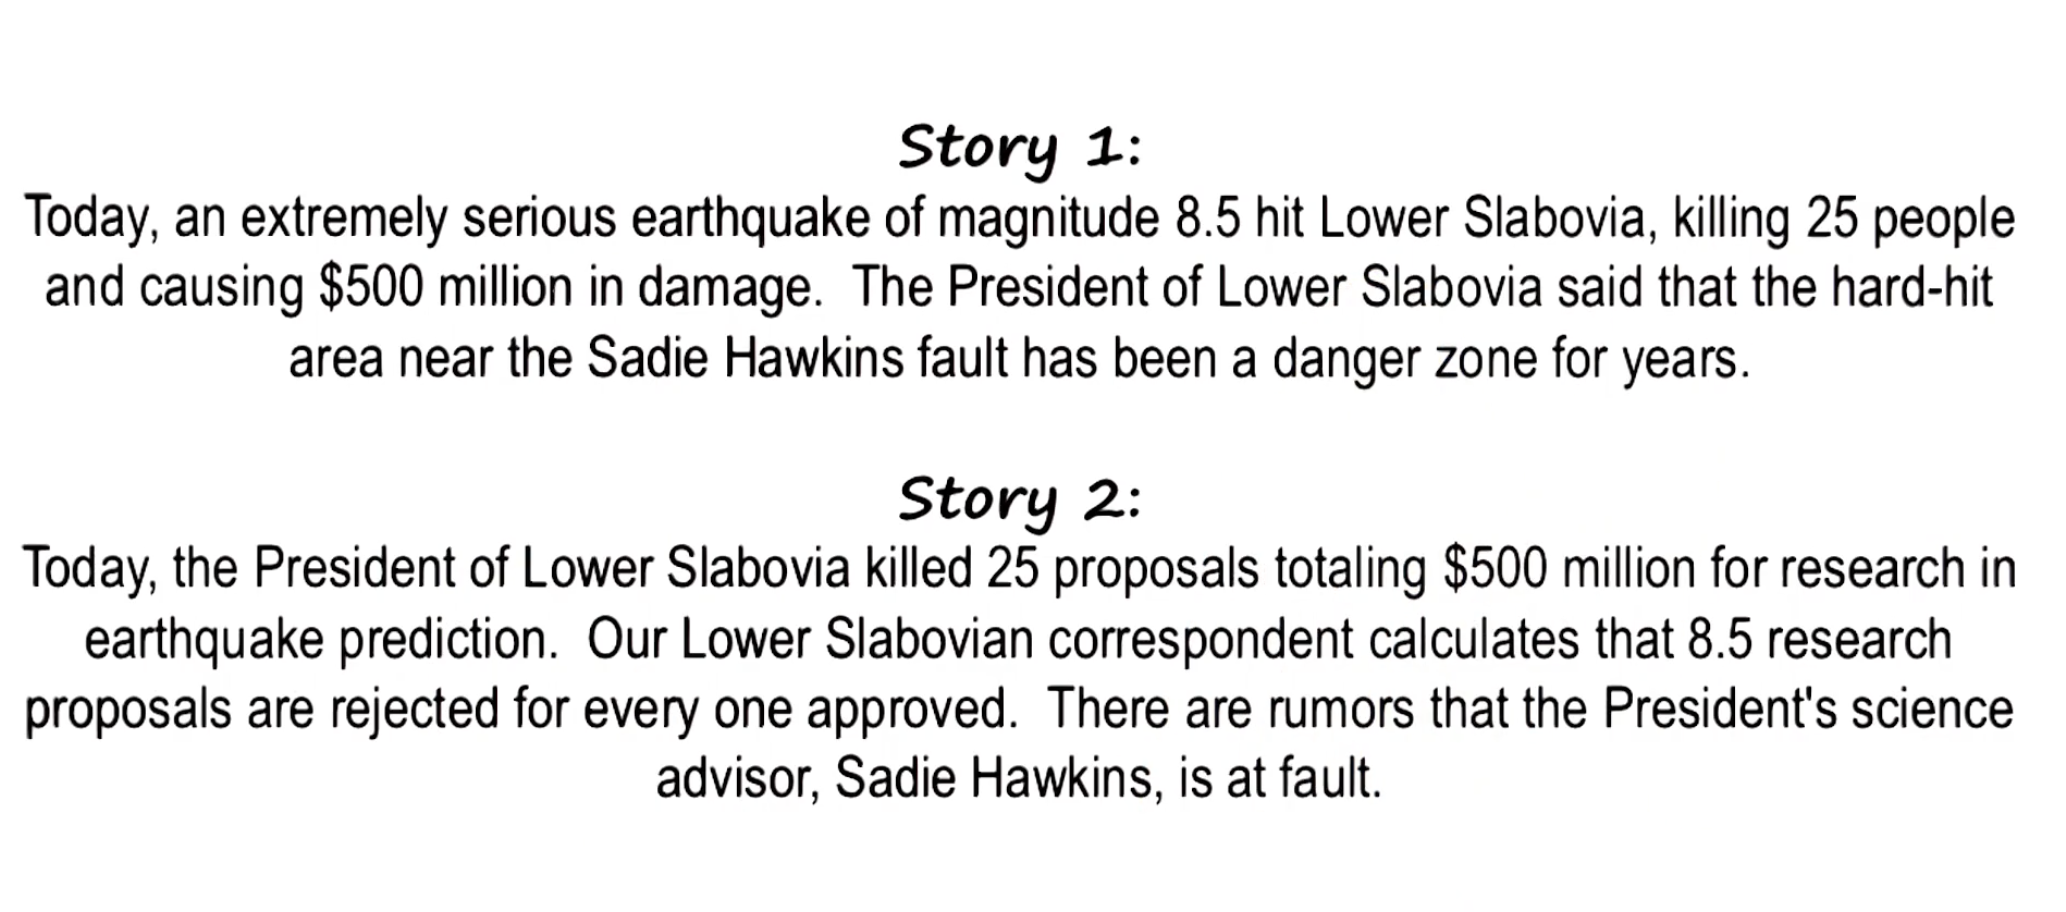 Story 1:
Today, an extremely serious earthquake of magnitude 8.5 hit Lower Slabovia, killing 25 people
and causing $500 million in damage.  The President of Lower Slabovia said that the hard-hit
area near the Sadie Hawkins fault has been a danger zone for years.
Story 2:
Today, the President of Lower Slabovia killed 25 proposals totaling $500 million for research in
earthquake prediction.  Our Lower Slabovian correspondent calculates that 8.5 research
proposals are rejected for every one approved.  There are rumors that the President's science
advisor, Sadie Hawkins, is at fault.